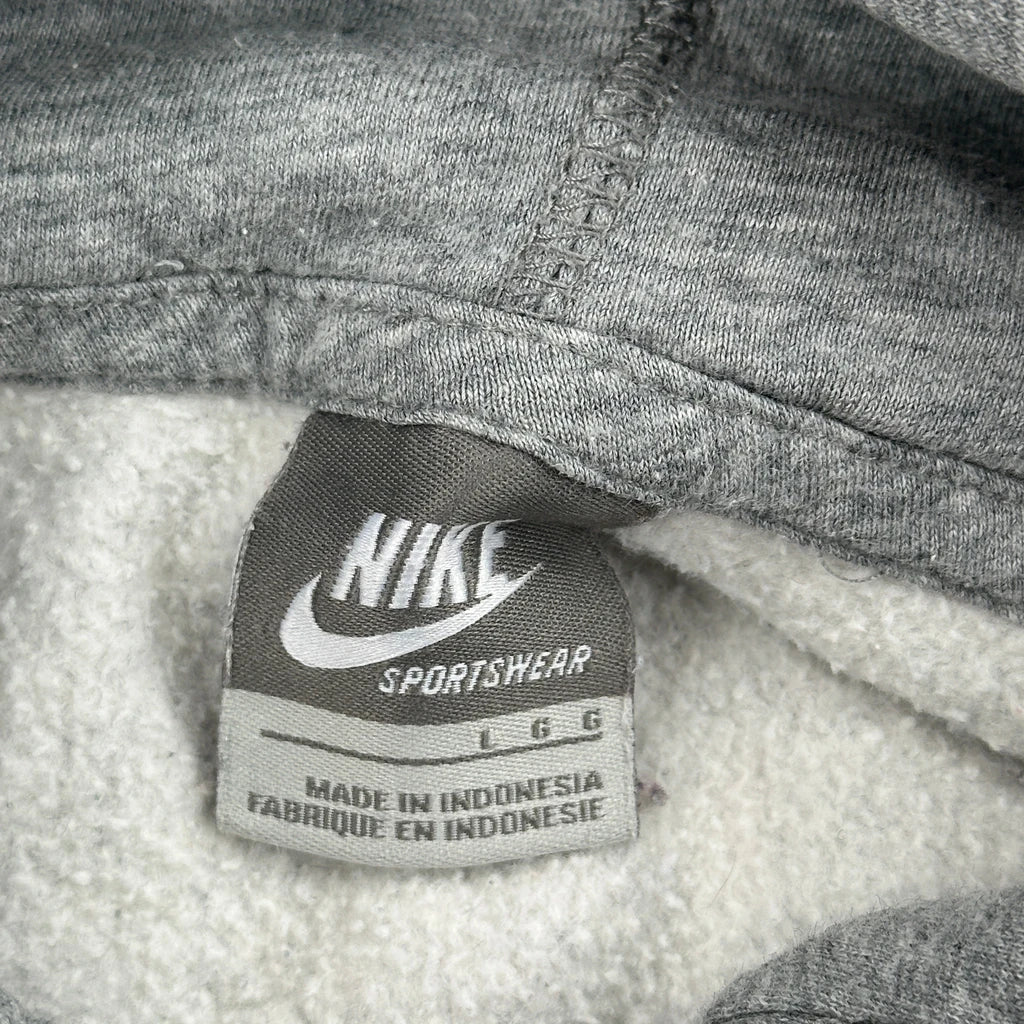 NIKE
SPORTSWEAR
L G G
MADE IN INDONESIA
FABRIQUE EN INDONESIE